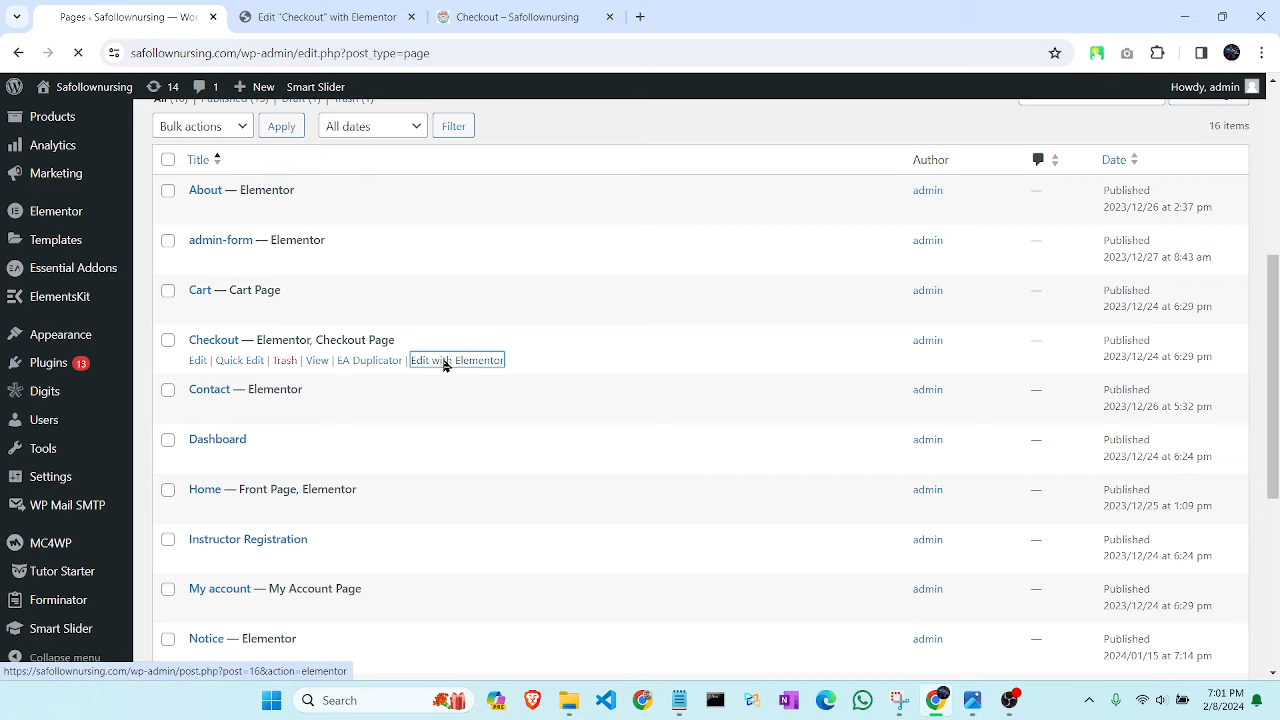 Pages ‹ Safollownursing — Wor
Edit "Checkout" with Elementor
Checkout – Safollownursing
safollownursing.com/wp-admin/edit.php?post_type=page
Safollownursing 14 1 New Smart Slider
Howdy, admin
Products
Analytics
Marketing
Elementor
Templates
Essential Addons
ElementsKit
Appearance
Plugins 13
Digits
Users
Tools
Settings
WP Mail SMTP
MC4WP
Tutor Starter
Forminator
Smart Slider
Collapse menu
Bulk actions Apply All dates Filter
16 items
Title Author Date
About — Elementor admin — Published
2023/12/26 at 2:37 pm
admin-form — Elementor admin — Published
2023/12/27 at 8:43 am
Cart — Cart Page admin — Published
2023/12/24 at 6:29 pm
Checkout — Elementor, Checkout Page admin — Published
2023/12/24 at 6:29 pm
Edit | Quick Edit | Trash | View | EA Duplicator | Edit with Elementor
Contact — Elementor admin — Published
2023/12/26 at 5:32 pm
Dashboard admin — Published
2023/12/24 at 6:24 pm
Home — Front Page, Elementor admin — Published
2023/12/25 at 1:09 pm
Instructor Registration admin — Published
2023/12/24 at 6:24 pm
My account — My Account Page admin — Published
2023/12/24 at 6:29 pm
Notice — Elementor admin — Published
2024/01/15 at 7:14 pm
https://safollownursing.com/wp-admin/post.php?post=16&action=elementor
Search
7:01 PM
2/8/2024